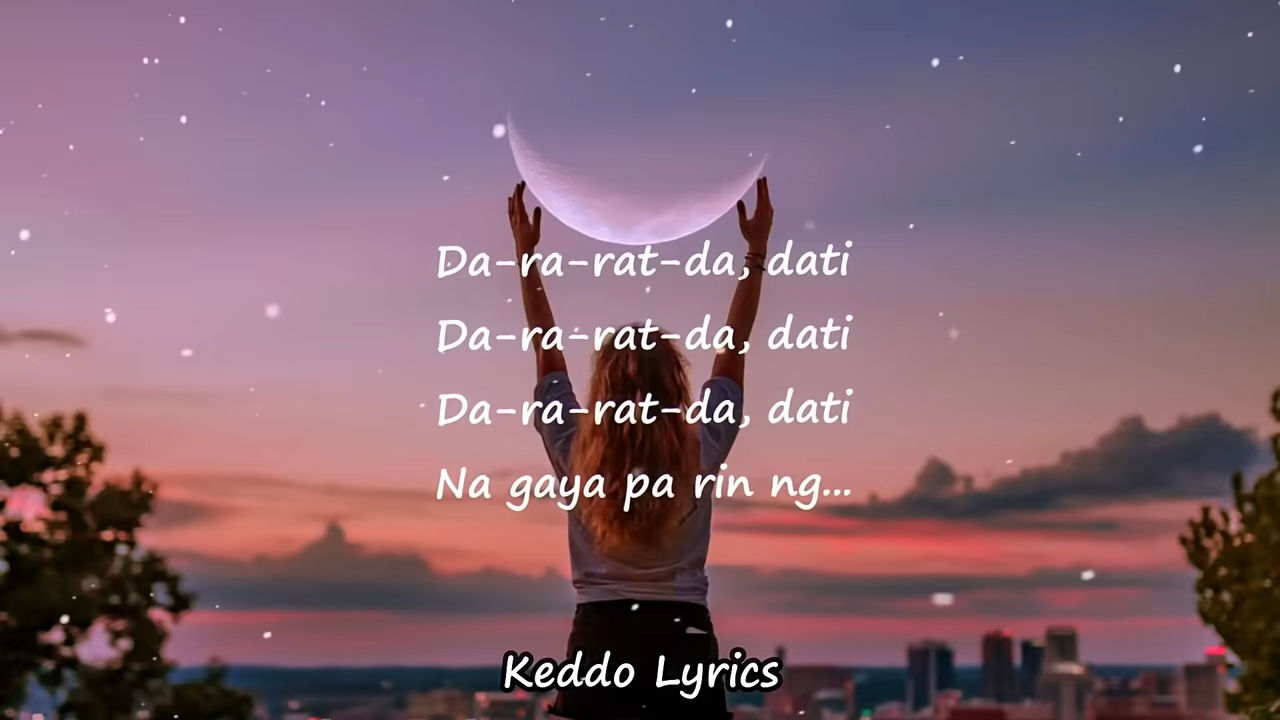 Da-ra-rat-da, dati
Da-ra-rat-da, dati
Da-ra-rat-da, dati
Na gaya pa rin ng...
Keddo Lyrics